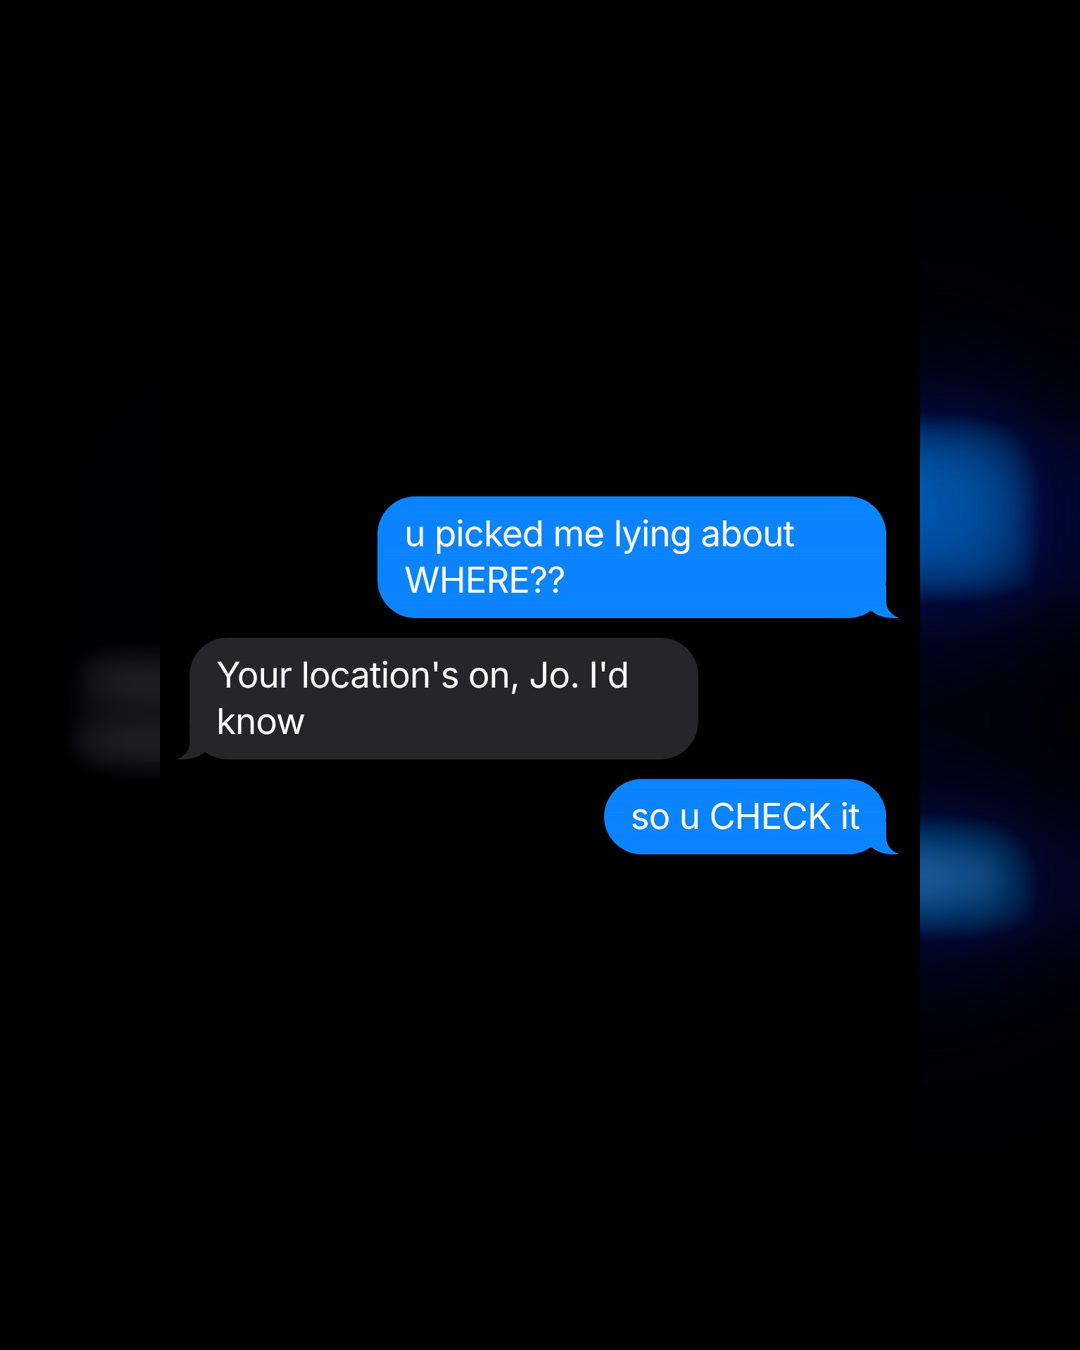 u picked me lying about
WHERE??
Your location's on, Jo. I'd
know
so u CHECK it